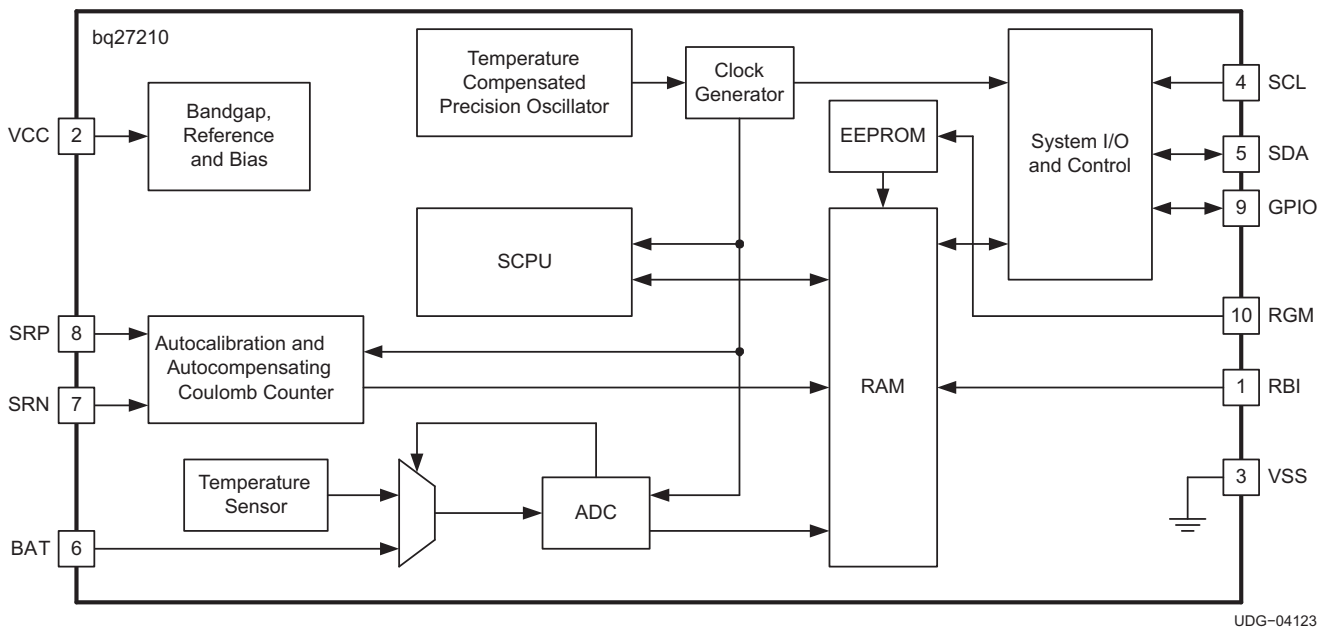 bq27210
Temperature
Compensated
Precision Oscillator
Clock
Generator
Bandgap,
Reference
and Bias
VCC 2
EEPROM
System I/O
and Control
4 SCL
5 SDA
9 GPIO
SCPU
SRP 8
SRN 7
Autocalibration and
Autocompensating
Coulomb Counter
RAM
10 RGM
1 RBI
3 VSS
Temperature
Sensor
ADC
BAT 6
UDG−04123